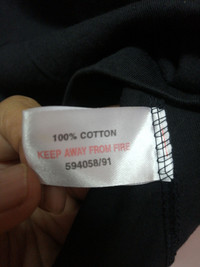 100% COTTON
KEEP AWAY FROM FIRE
594058/91